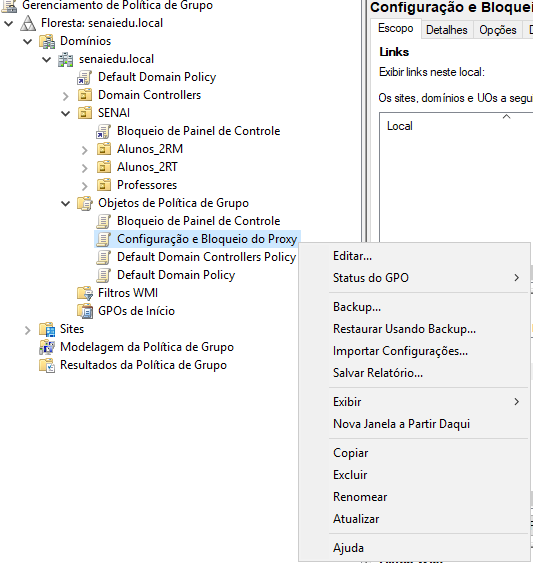 Gerenciamento de Política de Grupo
Floresta: senaiedu.local
Domínios
senaiedu.local
Default Domain Policy
Domain Controllers
SENAI
Bloqueio de Painel de Controle
Alunos_2RM
Alunos_2RT
Professores
Objetos de Política de Grupo
Bloqueio de Painel de Controle
Configuração e Bloqueio do Proxy
Default Domain Controllers Policy
Default Domain Policy
Filtros WMI
GPOs de Início
Sites
Modelagem da Política de Grupo
Resultados da Política de Grupo
Configuração e Bloquei
Escopo Detalhes Opções
Links
Exibir links neste local:
Os sites, domínios e UOs a segu
Local
Editar...
Status do GPO
Backup...
Restaurar Usando Backup...
Importar Configurações...
Salvar Relatório...
Exibir
Nova Janela a Partir Daqui
Copiar
Excluir
Renomear
Atualizar
Ajuda